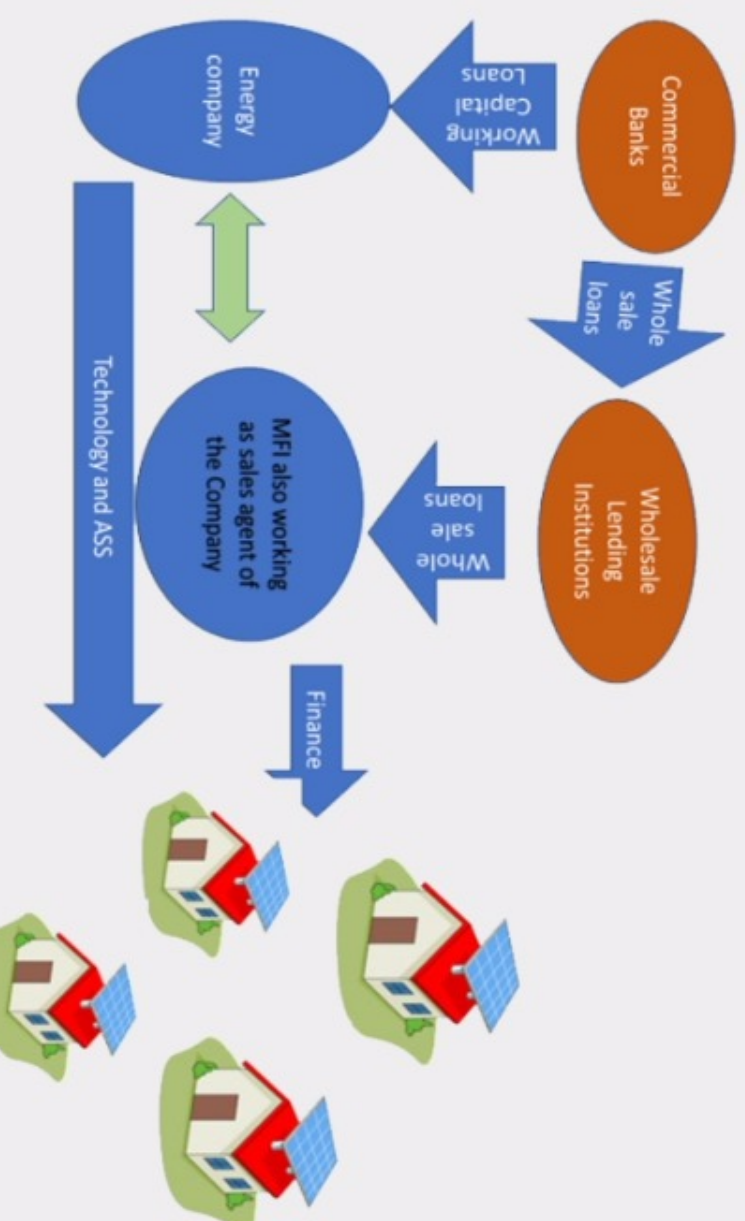 Commercial
Banks
Whole
sale
loans
Wholesale
Lending
Institutions
Working
Capital
Loans
Whole
sale
loans
Energy
company
MFI also working
as sales agent of
the Company
Finance
Technology and ASS